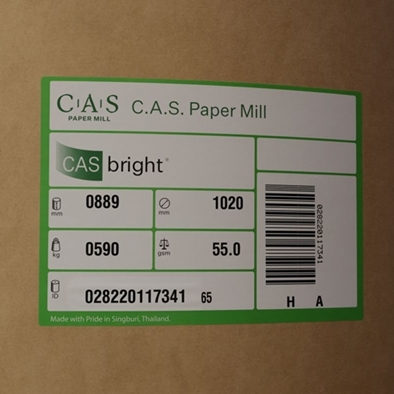 C|A|S
PAPER MILL
C.A.S. Paper Mill
CAS bright®
mm 0889
mm 1020
kg 0590
gsm 55.0
ID 028220117341 65
028220117341
H A
Made with Pride in Singburi, Thailand.